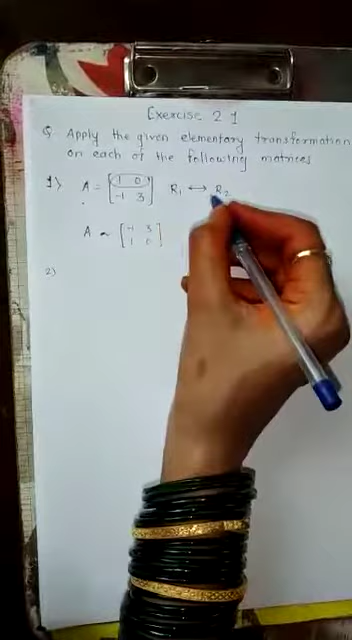 Exercise 2 1
Q Apply the given elementary transformation
on each of the following matrices
1) A = [1 0 R₁ ↔ R₂
-1 3]
A ~ [-1 3
1 0]
2)